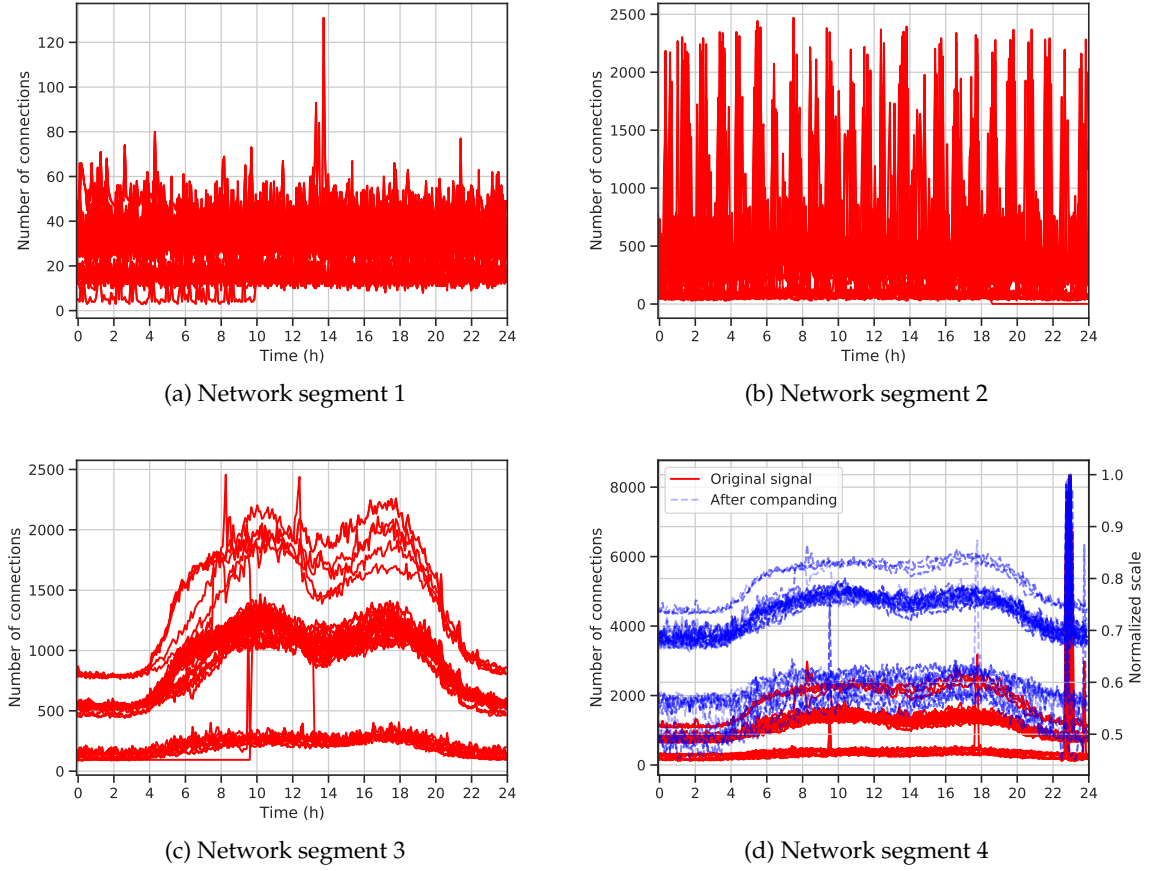 120
100
80
60
40
20
0
Number of connections
0 2 4 6 8 10 12 14 16 18 20 22 24
Time (h)
(a) Network segment 1
2500
2000
1500
1000
500
0
Number of connections
0 2 4 6 8 10 12 14 16 18 20 22 24
Time (h)
(b) Network segment 2
2500
2000
1500
1000
500
0
Number of connections
0 2 4 6 8 10 12 14 16 18 20 22 24
Time (h)
(c) Network segment 3
Original signal
After companding
8000
6000
4000
2000
0
Number of connections
1.0
0.9
0.8
0.7
0.6
0.5
Normalized scale
0 2 4 6 8 10 12 14 16 18 20 22 24
(d) Network segment 4